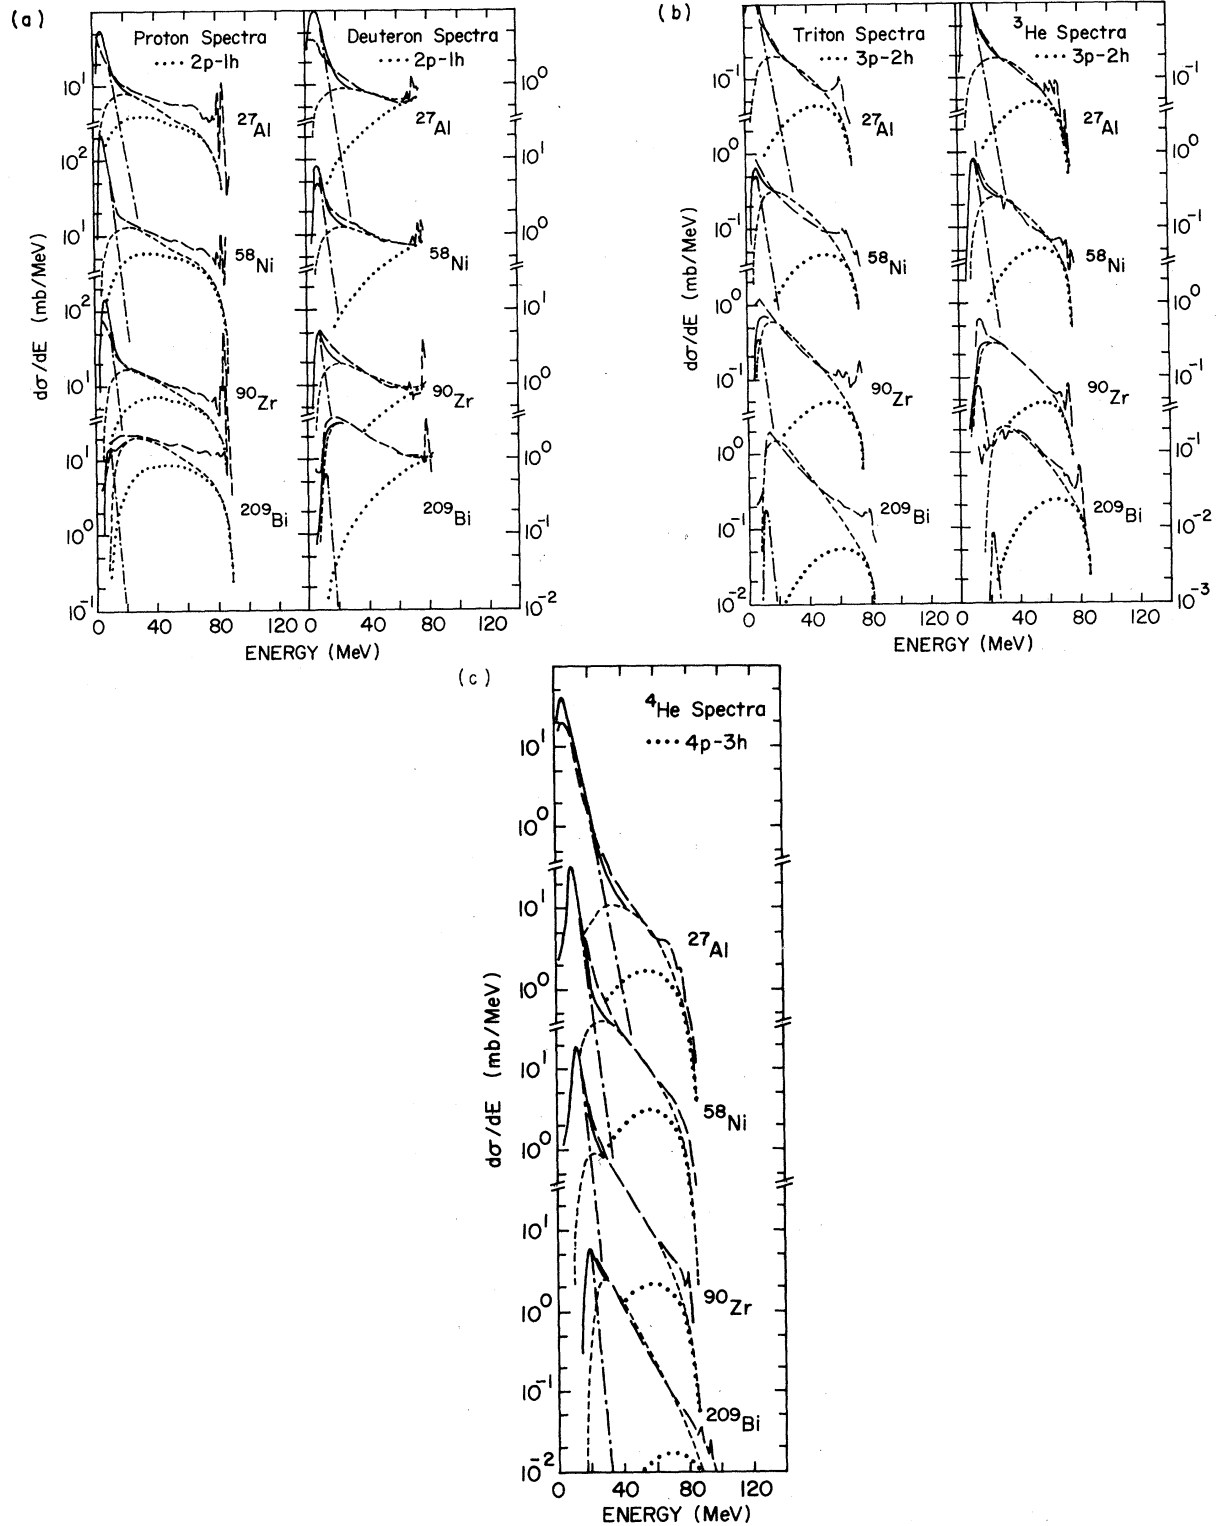 (a)
Proton Spectra
···· 2p-1h
Deuteron Spectra
···· 2p-1h
10¹
10²
10¹
10²
10¹
10¹
10⁰
10⁻¹
²⁷Al
⁵⁸Ni
⁹⁰Zr
²⁰⁹Bi
²⁷Al
⁵⁸Ni
⁹⁰Zr
²⁰⁹Bi
10⁰
10¹
10⁰
10¹
10⁰
10⁰
10⁻¹
10⁻²
dσ/dE (mb/MeV)
0 40 80 120 0 40 80 120
ENERGY (MeV)
(b)
Triton Spectra
···· 3p-2h
³He Spectra
···· 3p-2h
10⁻¹
10⁰
10⁻¹
10⁰
10⁻¹
10⁰
10⁻¹
10⁻²
²⁷Al
⁵⁸Ni
⁹⁰Zr
²⁰⁹Bi
²⁷Al
⁵⁸Ni
⁹⁰Zr
²⁰⁹Bi
10⁻¹
10⁰
10⁻¹
10⁰
10⁻¹
10⁻¹
10⁻²
10⁻³
dσ/dE (mb/MeV)
0 40 80 120 0 40 80 120
ENERGY (MeV)
(c)
⁴He Spectra
···· 4p-3h
10¹
10⁰
10¹
10⁰
10¹
10⁰
10¹
10⁰
10⁻¹
10⁻²
²⁷Al
⁵⁸Ni
⁹⁰Zr
²⁰⁹Bi
dσ/dE (mb/MeV)
0 40 80 120
ENERGY (MeV)